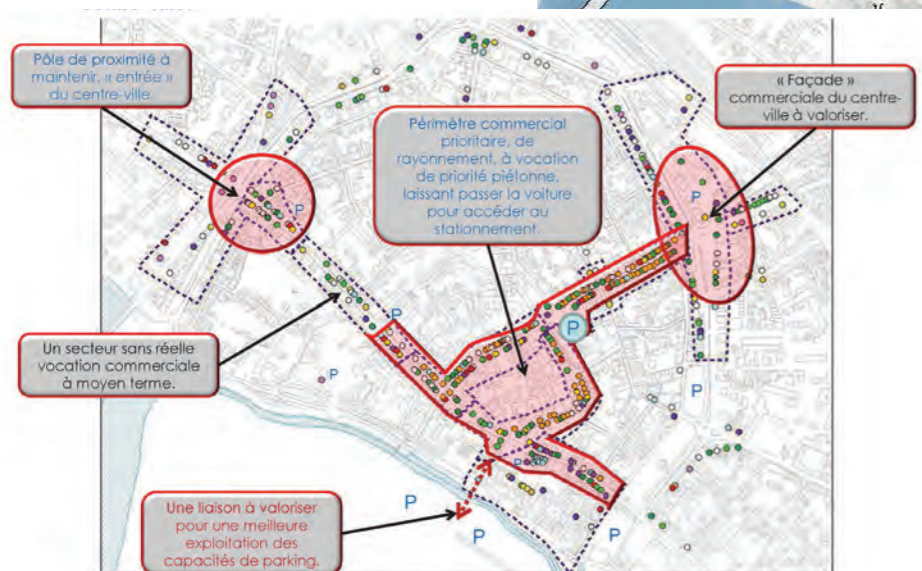 Pôle de proximité à
maintenir, « entrée »
du centre-ville.
« Façade »
commerciale du centre-
ville à valoriser.
Périmètre commercial
prioritaire, de
rayonnement, à vocation
de priorité piétonne,
laissant passer la voiture
pour accéder au
stationnement.
P
P
P
P
P
P
Un secteur sans réelle
vocation commerciale
à moyen terme.
P
P
P
P
P
Une liaison à valoriser
pour une meilleure
exploitation des
capacités de parking.